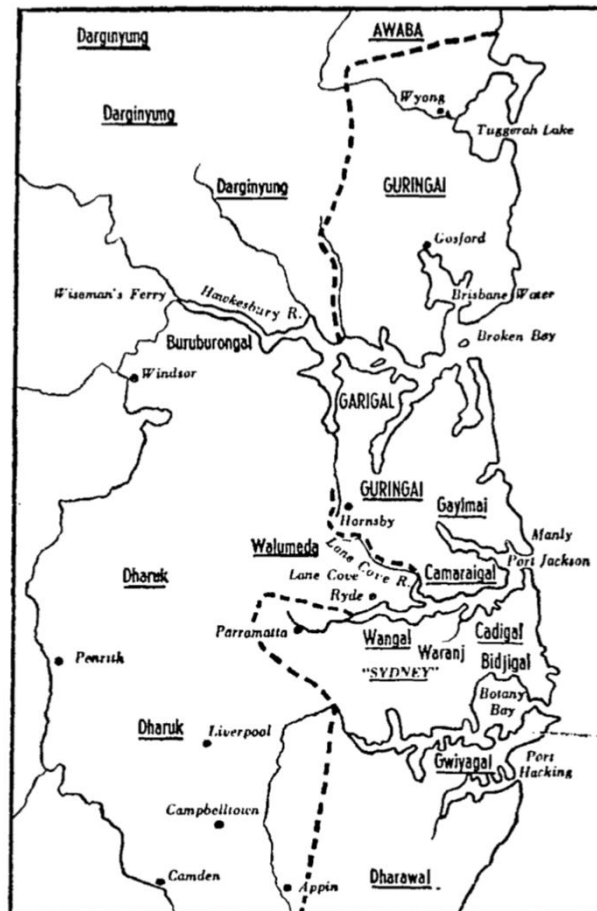 Darginyung
AWABA
Wyong
Darginyung
Tuggerah Lake
Darginyung
GURINGAI
Gosford
Wiseman's Ferry
Hawkesbury R.
Brisbane Water
Buruburongal
Broken Bay
Windsor
GARIGAL
GURINGAI
Gayimai
Hornsby
Manly
Walumeda
Lane Cove R.
Port Jackson
Dharuk
Lane Cove
Camaraigal
Ryde
Parramatta
Wangal
Waranj
Cadigal
Penrith
"SYDNEY"
Bidjigal
Botany
Bay
Dharuk
Liverpool
Gwiyagal
Port
Hacking
Campbelltown
Camden
Appin
Dharawal